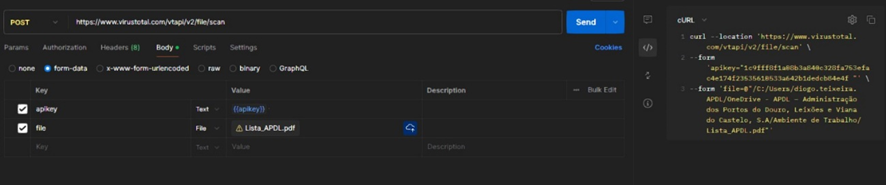 POST https://www.virustotal.com/vtapi/v2/file/scan Send
Params Authorization Headers (8) Body Scripts Settings Cookies
none form-data x-www-form-urlencoded raw binary GraphQL
Key Value Description Bulk Edit
apikey Text {{apikey}}
file File Lista_APDL.pdf
Key Text Value Description
cURL
1 curl --location 'https://www.virustotal.
com/vtapi/v2/file/scan' \
2 --form
3 --form 'file=@"/C:/Users/diogo.teixeira.
APDL/OneDrive - APDL - Administração
dos Portos do Douro, Leixões e Viana
do Castelo, S.A/Ambiente de Trabalho/
Lista_APDL.pdf"'